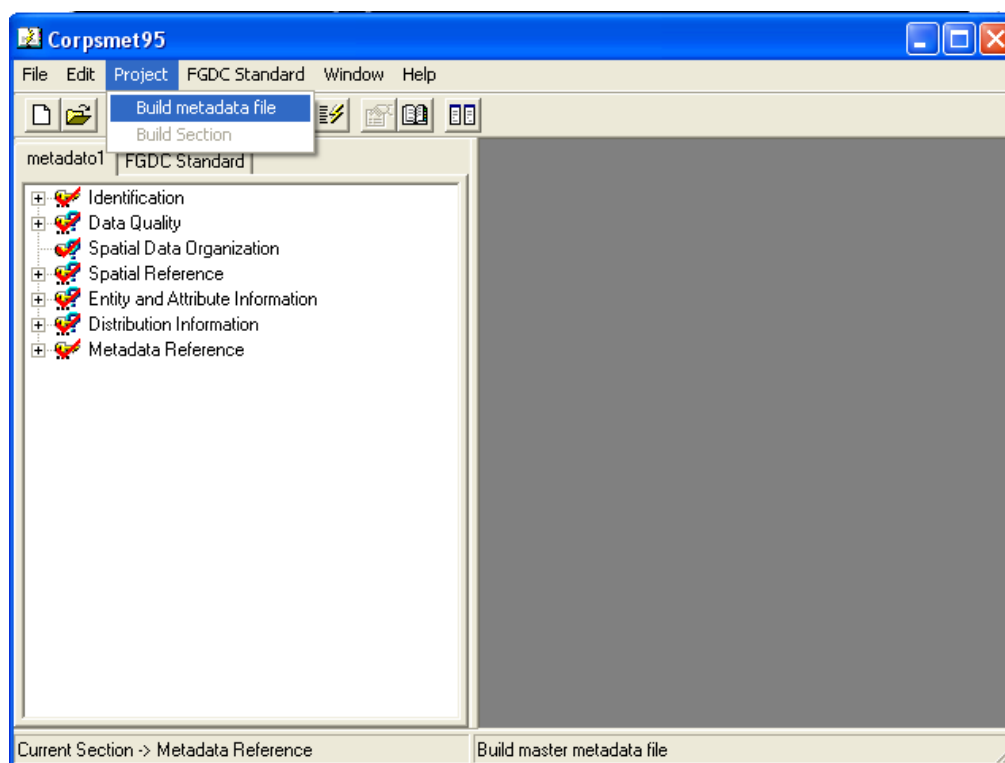 Corpsmet95
File Edit Project FGDC Standard Window Help
Build metadata file
Build Section
metadato1 FGDC Standard
Identification
Data Quality
Spatial Data Organization
Spatial Reference
Entity and Attribute Information
Distribution Information
Metadata Reference
Current Section -> Metadata Reference Build master metadata file